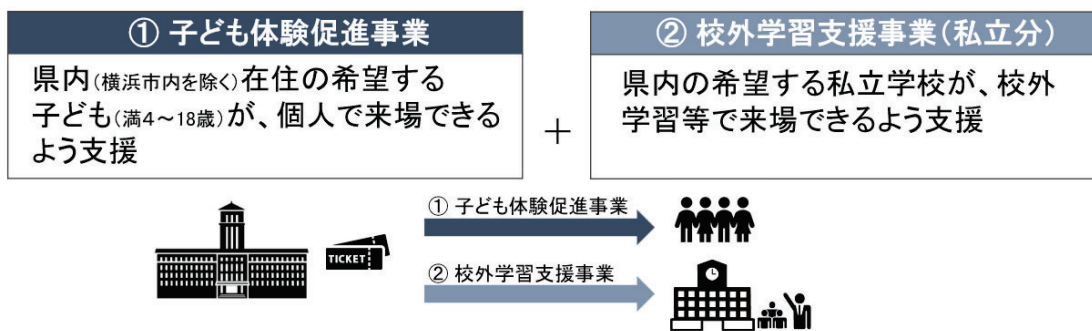 ① 子ども体験促進事業
県内(横浜市内を除く)在住の希望する
子ども(満4～18歳)が、個人で来場できる
よう支援
+
② 校外学習支援事業(私立分)
県内の希望する私立学校が、校外
学習等で来場できるよう支援
① 子ども体験促進事業
TICKET
② 校外学習支援事業